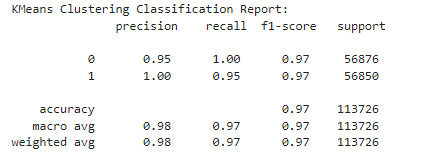 KMeans Clustering Classification Report:
precision recall f1-score support
0 0.95 1.00 0.97 56876
1 1.00 0.95 0.97 56850
accuracy 0.97 113726
macro avg 0.98 0.97 0.97 113726
weighted avg 0.98 0.97 0.97 113726